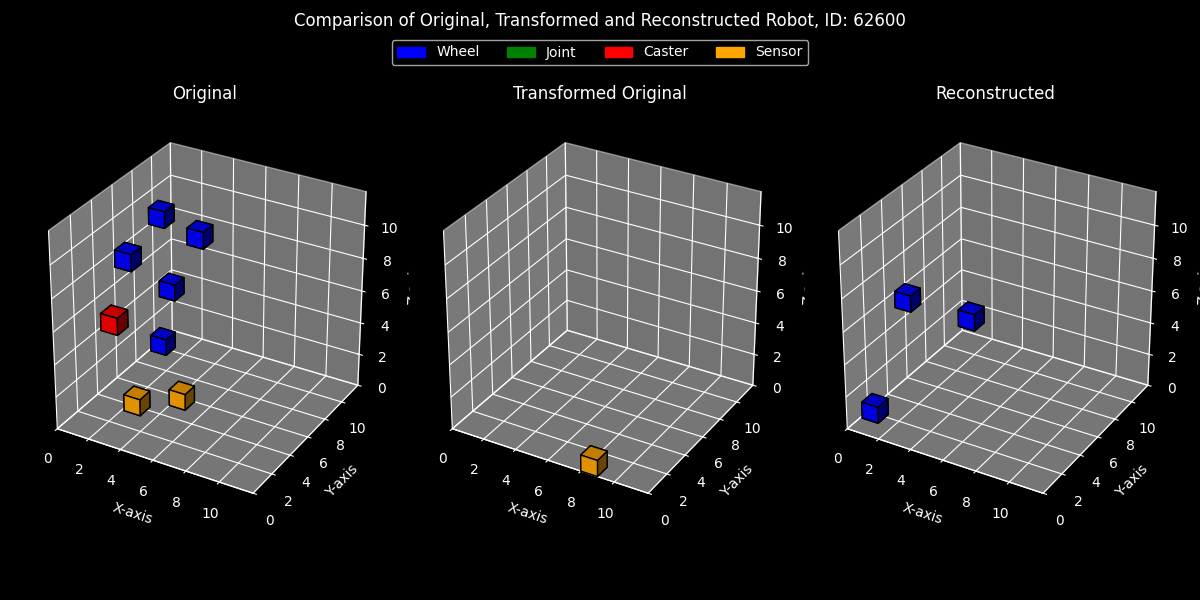 Comparison of Original, Transformed and Reconstructed Robot, ID: 62600
Wheel Joint Caster Sensor
Original
Transformed Original
Reconstructed
10
8
6
4
2
0
0 2 4 6 8 10
X-axis
0 2 4 6 8 10
Y-axis
10
8
6
4
2
0
0 2 4 6 8 10
X-axis
0 2 4 6 8 10
Y-axis
10
8
6
4
2
0
0 2 4 6 8 10
X-axis
0 2 4 6 8 10
Y-axis